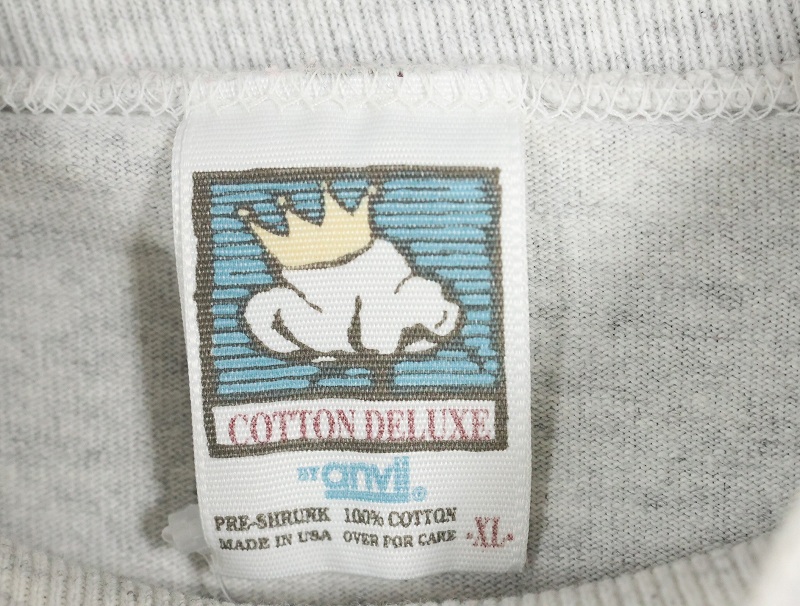 COTTON DELUXE
BY anvil®
PRE-SHRUNK 100% COTTON
MADE IN USA OVER FOR CARE -XL-